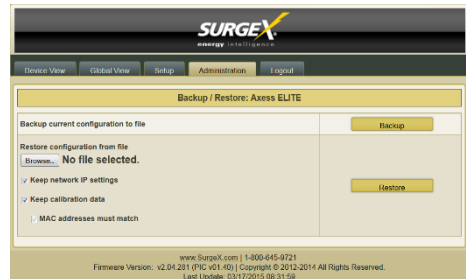 SURGEX
energy intelligence
Device View Global View Setup Administration Logout
Backup / Restore: Axess ELITE
Backup current configuration to file
Backup
Restore configuration from file
Browse... No file selected.
Keep network IP settings
Restore
Keep calibration data
MAC addresses must match
www.SurgeX.com | 1-800-645-9721
Firmware Version: v2.04.281 (PIC v01.40) | Copyright © 2012-2014 All Rights Reserved.
Last Update: 03/17/2015 08:31:59